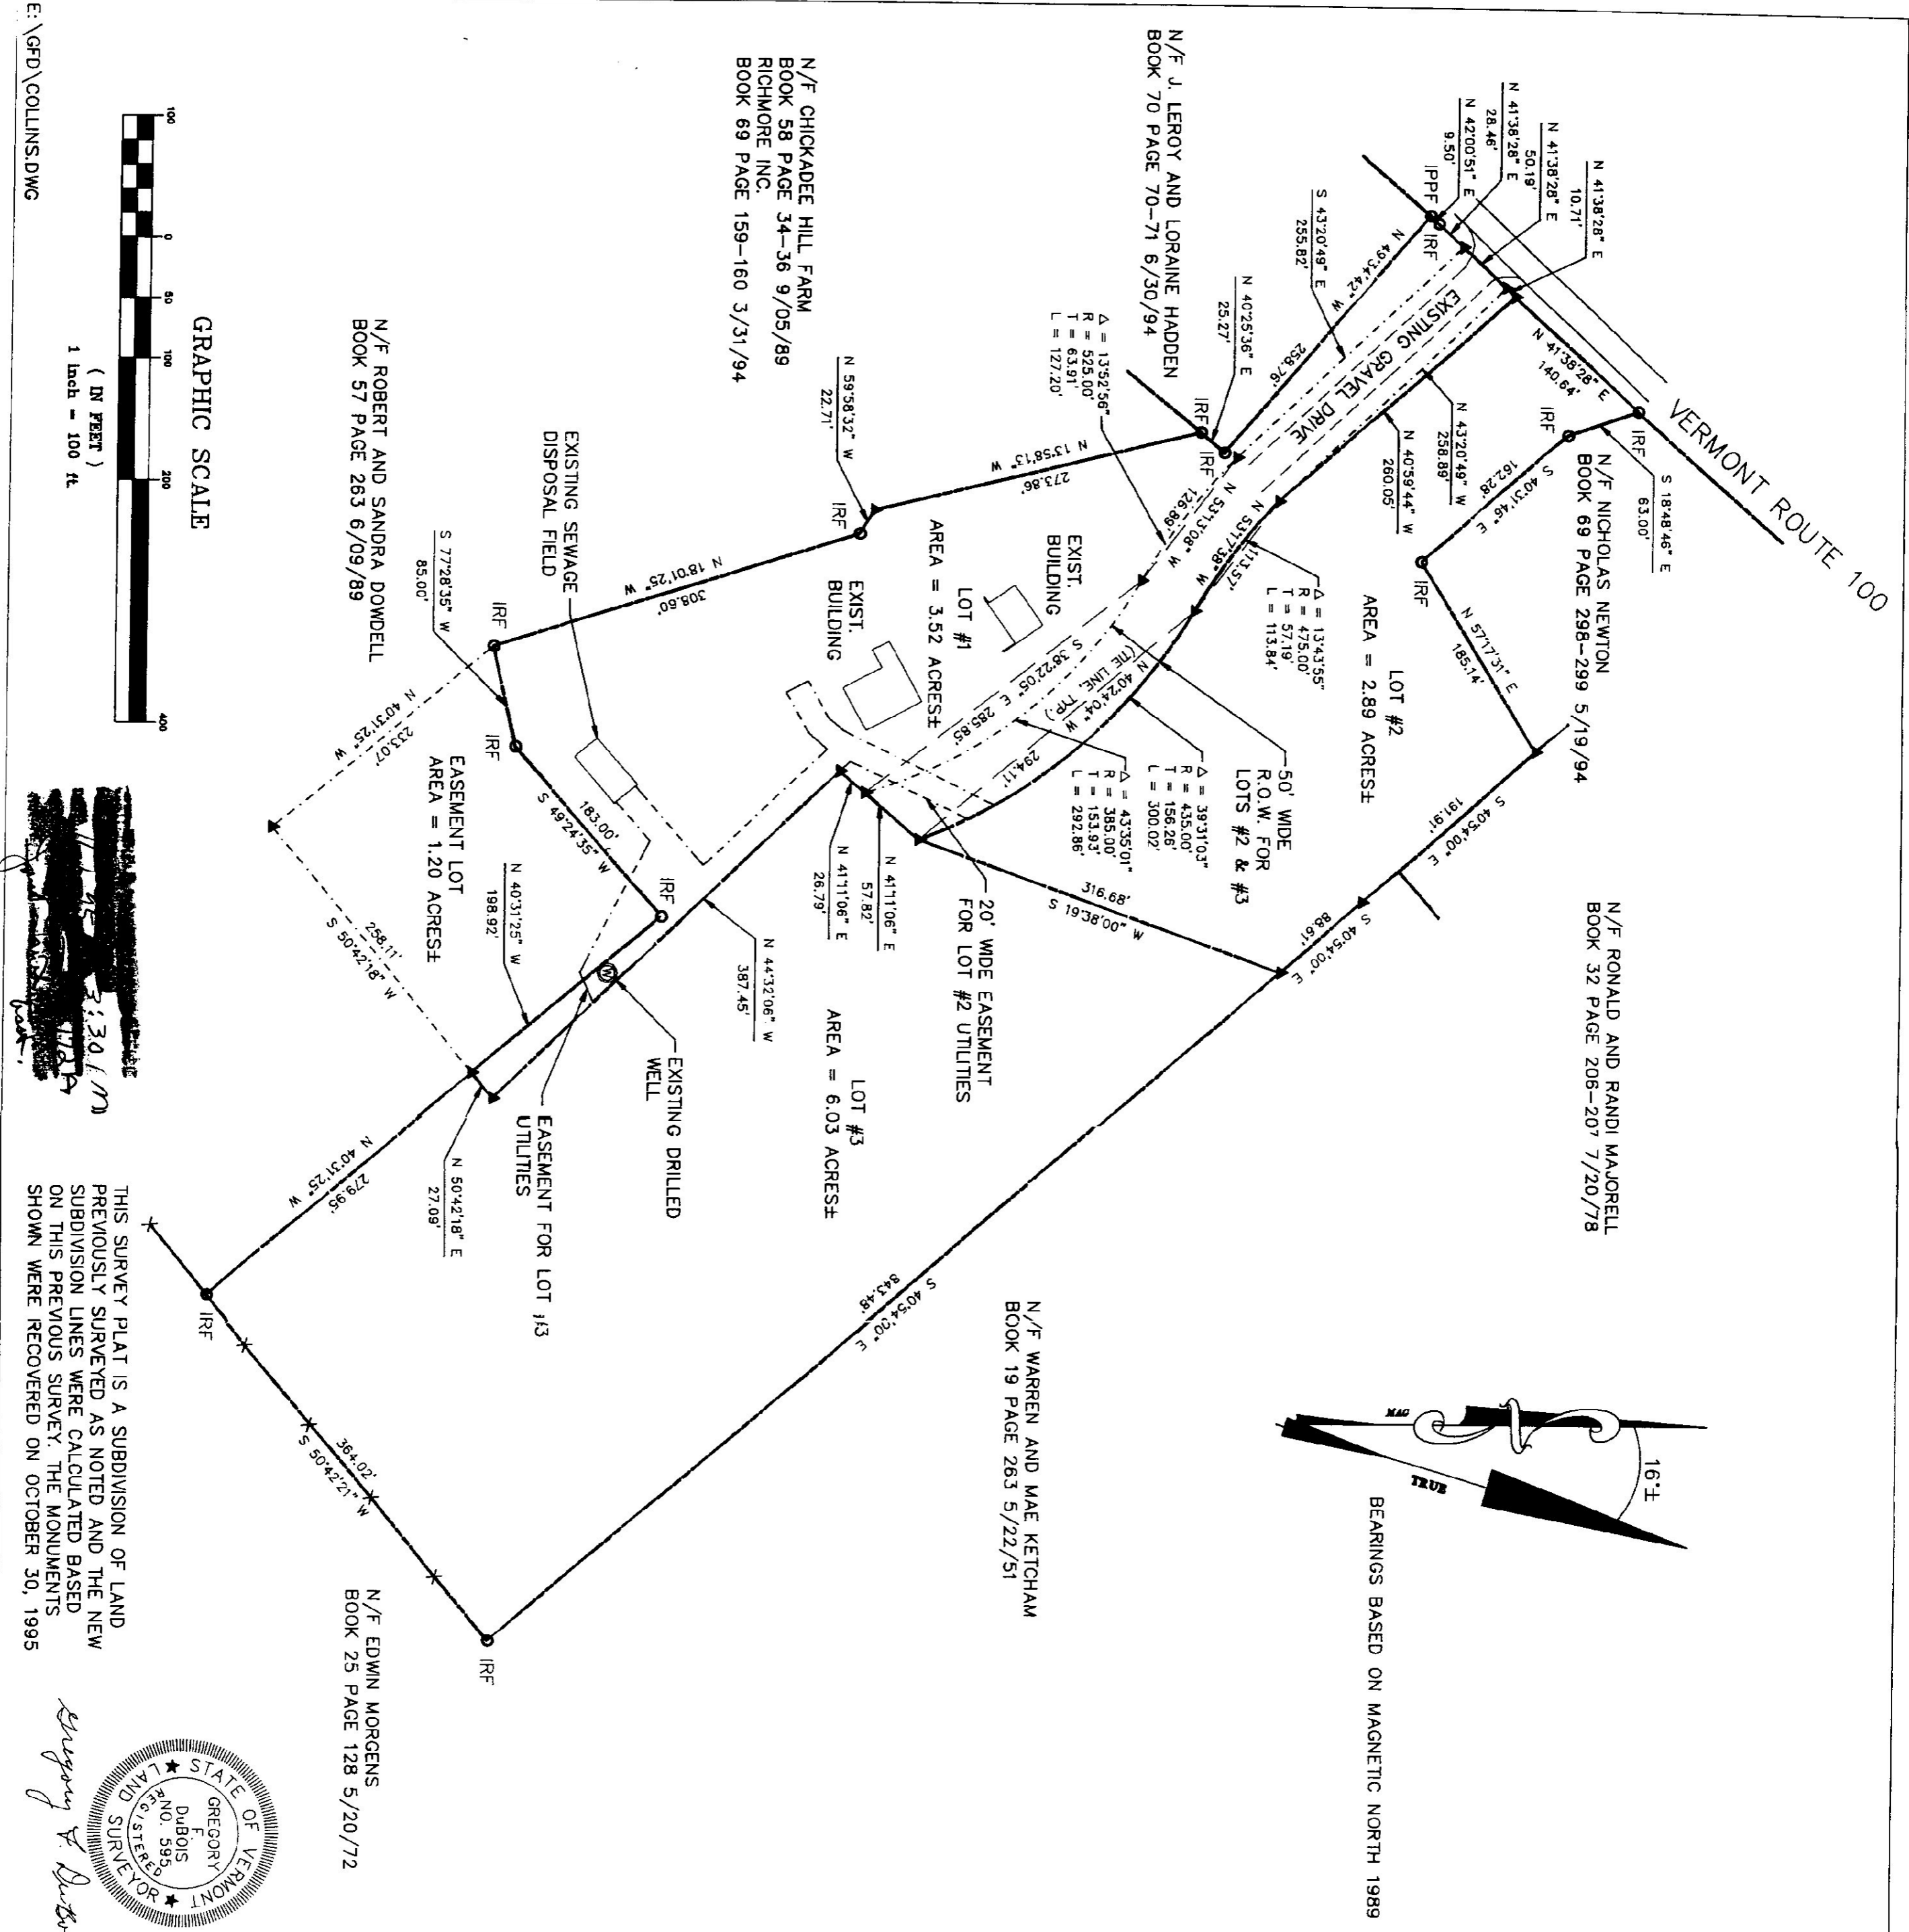 E:\GFD\COLLINS.DWG
VERMONT ROUTE 100
N 41°38'28" E
10.71'
N 41°38'28" E
50.19'
N 41°38'28" E
28.46'
N 42°00'51" E
9.50'
IPPF
IRF
N/F J. LEROY AND LORAINE HADDEN
BOOK 70 PAGE 70-71 6/30/94
S 43°20'49" E
255.82'
N 49°34'42" W
258.76'
EXISTING GRAVEL DRIVE
N 41°38'28" E
140.64'
IRF
S 18°48'46" E
63.00'
IRF
N/F NICHOLAS NEWTON
BOOK 69 PAGE 298-299 5/19/94
N 43°20'49" W
258.89'
N 40°59'44" W
260.05'
S 40°31'46" E
162.28'
IRF
N 57°17'31" E
185.14'
N 40°25'36" E
25.27'
IRF
IRF
Δ = 13°52'56"
R = 525.00'
T = 63.91'
L = 127.20'
N 53°13'08" W
126.89'
N 53°17'38" W
113.57'
Δ = 13°43'55"
R = 475.00'
T = 57.19'
L = 113.84'
LOT #2
AREA = 2.89 ACRES±
N/F CHICKADEE HILL FARM
BOOK 58 PAGE 34-36 9/05/89
RICHMORE INC.
BOOK 69 PAGE 159-160 3/31/94
N 13°58'13" W
273.86'
N 59°58'32" W
22.71'
IRF
LOT #1
AREA = 3.52 ACRES±
EXIST.
BUILDING
EXIST.
BUILDING
S 38°22'05" E 285.85'
N 40°24'04" W
294.11'
(TIE LINE, TYP.)
50' WIDE
R.O.W. FOR
LOTS #2 & #3
Δ = 39°31'03"
R = 435.00'
T = 156.26'
L = 300.02'
Δ = 43°35'01"
R = 385.00'
T = 153.93'
L = 292.86'
S 40°54'00" E
191.91'
S 40°54'00" E
88.61'
N/F RONALD AND RANDI MAJORELL
BOOK 32 PAGE 206-207 7/20/78
316.68'
S 19°38'00" W
20' WIDE EASEMENT
FOR LOT #2 UTILITIES
N 41°11'06" E
57.82'
N 41°11'06" E
26.79'
N 18°01'25" W
308.60'
EXISTING SEWAGE
DISPOSAL FIELD
N/F ROBERT AND SANDRA DOWDELL
BOOK 57 PAGE 263 6/09/89
S 77°28'35" W
85.00'
IRF
IRF
183.00'
S 49°24'35" W
IRF
N 40°31'25" W
233.07'
EASEMENT LOT
AREA = 1.20 ACRES±
N 40°31'25" W
198.92'
258.11'
S 50°42'18" W
N 44°32'06" W
387.45'
LOT #3
AREA = 6.03 ACRES±
EXISTING DRILLED
WELL
W
EASEMENT FOR LOT #3
UTILITIES
N 50°42'18" E
27.09'
N 40°31'25" W
279.95'
IRF
S 40°54'00" E
843.48'
N/F WARREN AND MAE KETCHAM
BOOK 19 PAGE 263 5/22/51
364.02'
S 50°42'21" W
IRF
N/F EDWIN MORGENS
BOOK 25 PAGE 128 5/20/72
MAG
TRUE
16°±
BEARINGS BASED ON MAGNETIC NORTH 1989
GRAPHIC SCALE
100 0 50 100 200 400
( IN FEET )
1 inch = 100 ft.
3:30
THIS SURVEY PLAT IS A SUBDIVISION OF LAND
PREVIOUSLY SURVEYED AS NOTED AND THE NEW
SUBDIVISION LINES WERE CALCULATED BASED
ON THIS PREVIOUS SURVEY. THE MONUMENTS
SHOWN WERE RECOVERED ON OCTOBER 30, 1995
STATE OF VERMONT
GREGORY
F.
DuBOIS
NO. 595
REGISTERED
LAND SURVEYOR
Gregory F. DuBo